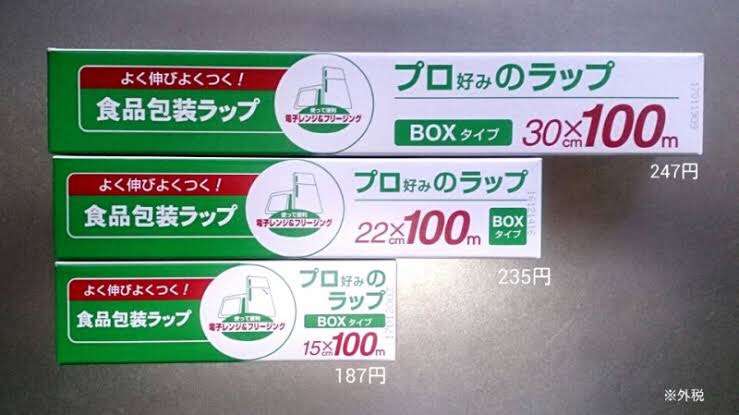 よく伸びよくつく!
食品包装ラップ
使って便利
電子レンジ&フリージング
プロ好みのラップ
BOXタイプ
30cm×100m
17011909
247円
よく伸びよくつく!
食品包装ラップ
使って便利
電子レンジ&フリージング
プロ好みのラップ
22cm×100m
BOXタイプ
235円
よく伸びよくつく!
食品包装ラップ
使って便利
電子レンジ&フリージング
プロ好みの
ラップ
BOXタイプ
15cm×100m
187円
※外税